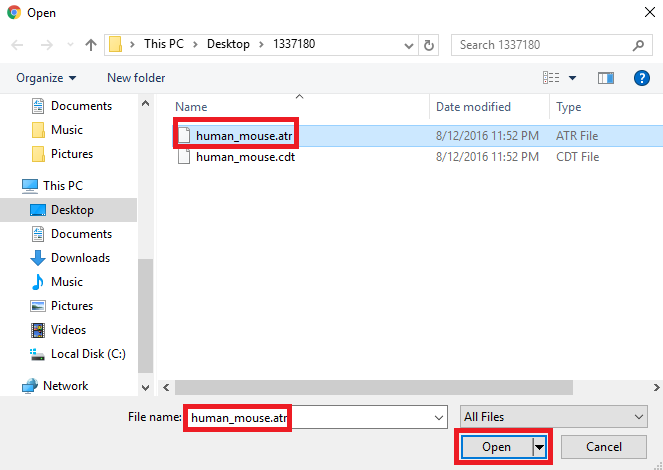 Open
This PC > Desktop > 1337180
Search 1337180
Organize
New folder
Documents
Music
Pictures
This PC
Desktop
Documents
Downloads
Music
Pictures
Videos
Local Disk (C:)
Network
Name Date modified Type
human_mouse.atr 8/12/2016 11:52 PM ATR File
human_mouse.cdt 8/12/2016 11:52 PM CDT File
File name: human_mouse.atr
All Files
Open Cancel